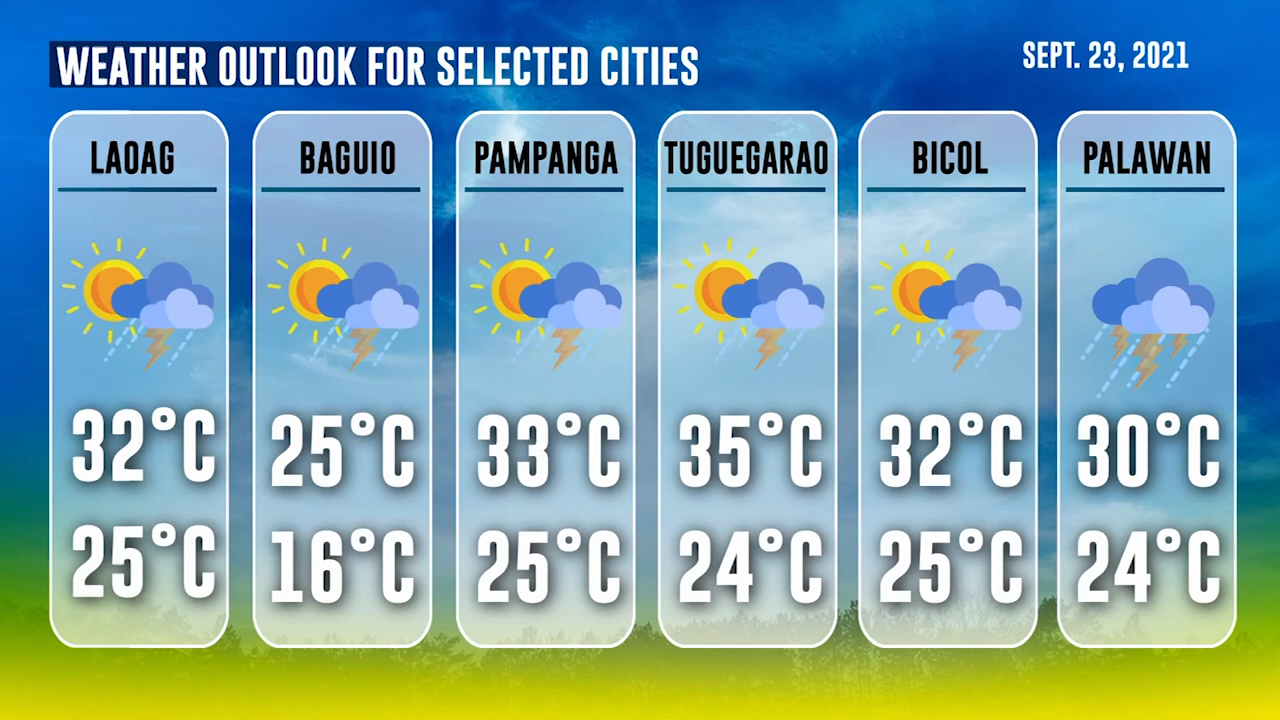 WEATHER OUTLOOK FOR SELECTED CITIES
SEPT. 23, 2021
LAOAG
32°C
25°C
BAGUIO
25°C
16°C
PAMPANGA
33°C
25°C
TUGUEGARAO
35°C
24°C
BICOL
32°C
25°C
PALAWAN
30°C
24°C